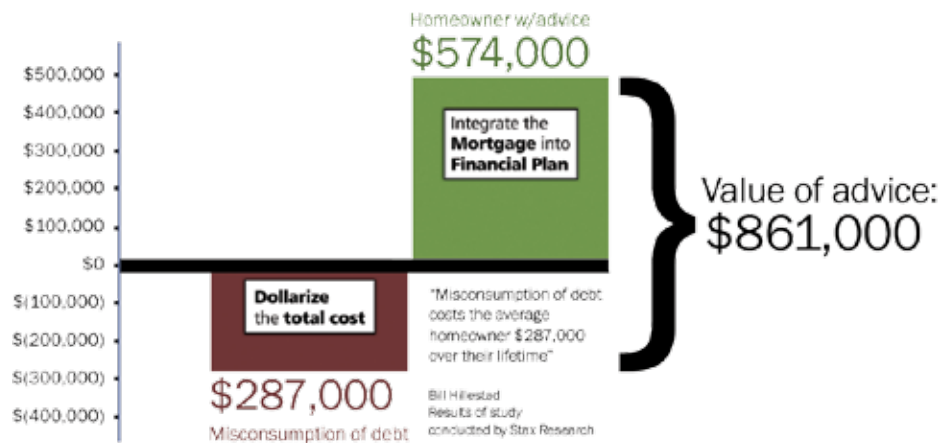 Homeowner w/advice
$574,000
$500,000
$400,000
$300,000
$200,000
$100,000
$0
$(100,000)
$(200,000)
$(300,000)
$(400,000)
Integrate the
Mortgage into
Financial Plan
Value of advice:
$861,000
Dollarize
the total cost
"Misconsumption of debt
costs the average
homeowner $287,000
over their lifetime"
$287,000
Misconsumption of debt
Bill Hillestad
Results of study
conducted by Stax Research